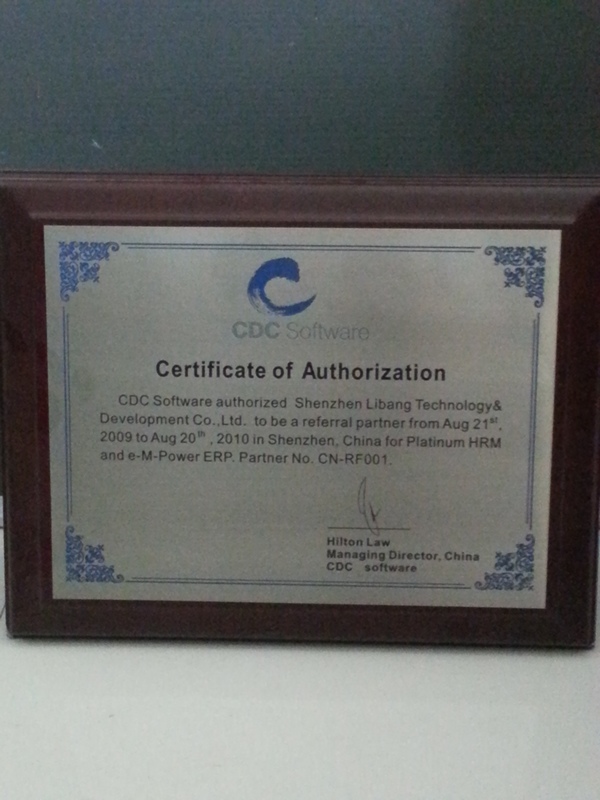 CDC Software
Certificate of Authorization
CDC Software authorized Shenzhen Libang Technology&
Development Co.,Ltd. to be a referral partner from Aug 21st,
2009 to Aug 20th, 2010 in Shenzhen, China for Platinum HRM
and e-M-Power ERP. Partner No. CN-RF001.
Hilton Law
Managing Director, China
CDC software